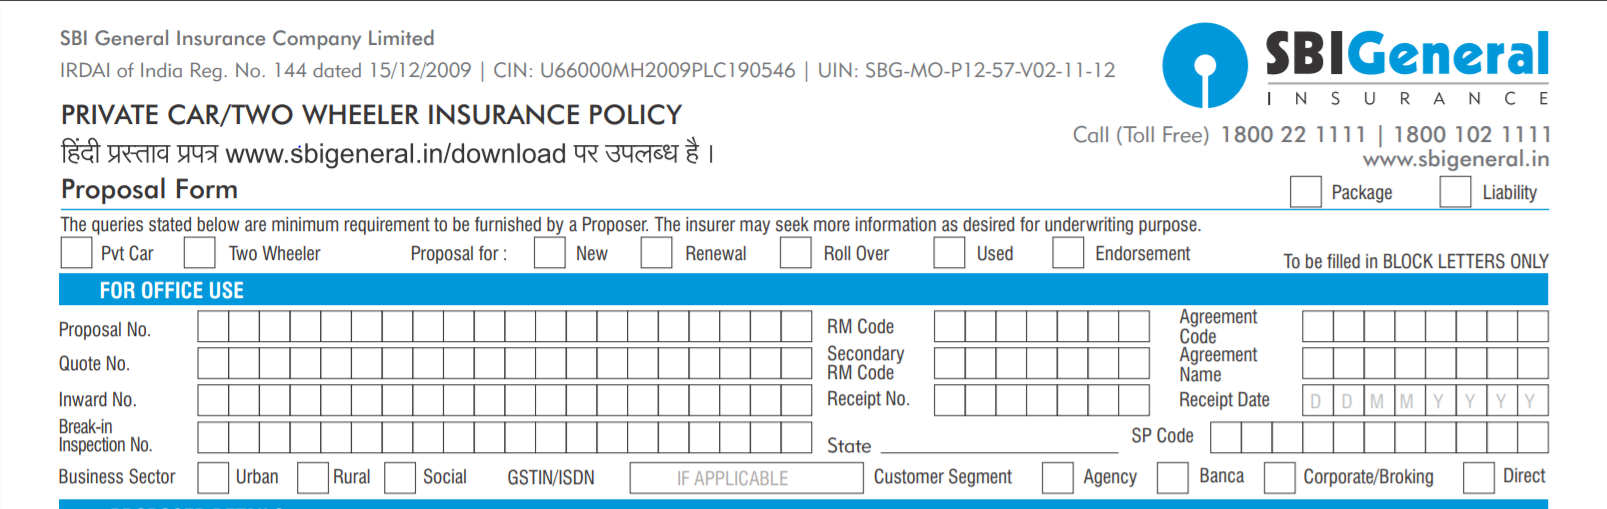 SBI General Insurance Company Limited
IRDAI of India Reg. No. 144 dated 15/12/2009 | CIN: U66000MH2009PLC190546 | UIN: SBG-MO-P12-57-V02-11-12
SBIGeneral
INSURANCE
PRIVATE CAR/TWO WHEELER INSURANCE POLICY
Call (Toll Free) 1800 22 1111 | 1800 102 1111
हिंदी प्रस्ताव प्रपत्र www.sbigeneral.in/download पर उपलब्ध है ।
www.sbigeneral.in
Proposal Form
Package Liability
The queries stated below are minimum requirement to be furnished by a Proposer. The insurer may seek more information as desired for underwriting purpose.
Pvt Car Two Wheeler Proposal for : New Renewal Roll Over Used Endorsement
To be filled in BLOCK LETTERS ONLY
FOR OFFICE USE
Proposal No. RM Code Agreement Code
Quote No. Secondary RM Code Agreement Name
Inward No. Receipt No. Receipt Date D D M M Y Y Y Y
Break-in Inspection No. State SP Code
Business Sector Urban Rural Social GSTIN/ISDN IF APPLICABLE Customer Segment Agency Banca Corporate/Broking Direct